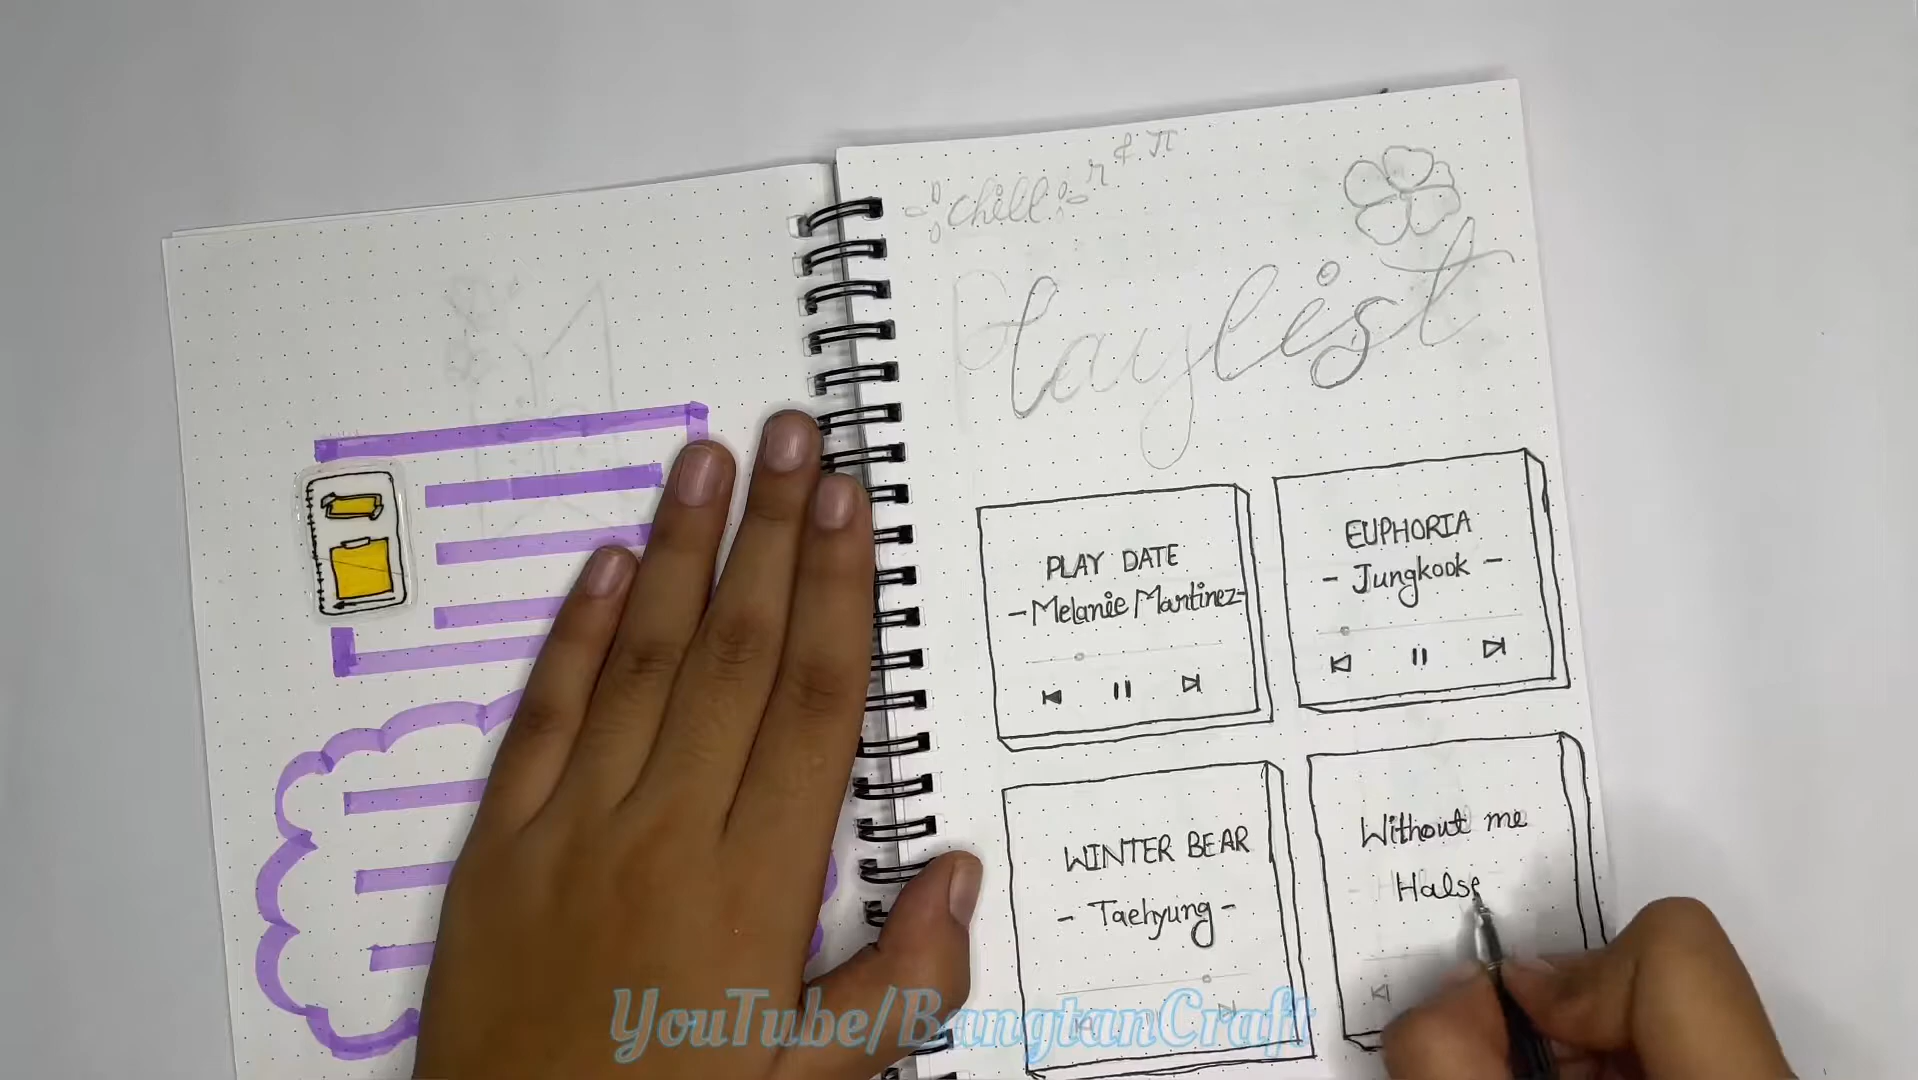 chill
Playlist
PLAY DATE
- Melanie Martinez -
EUPHORIA
- Jungkook -
WINTER BEAR
- Taehyung -
Without me
Halse
YouTube/BangtanCraft